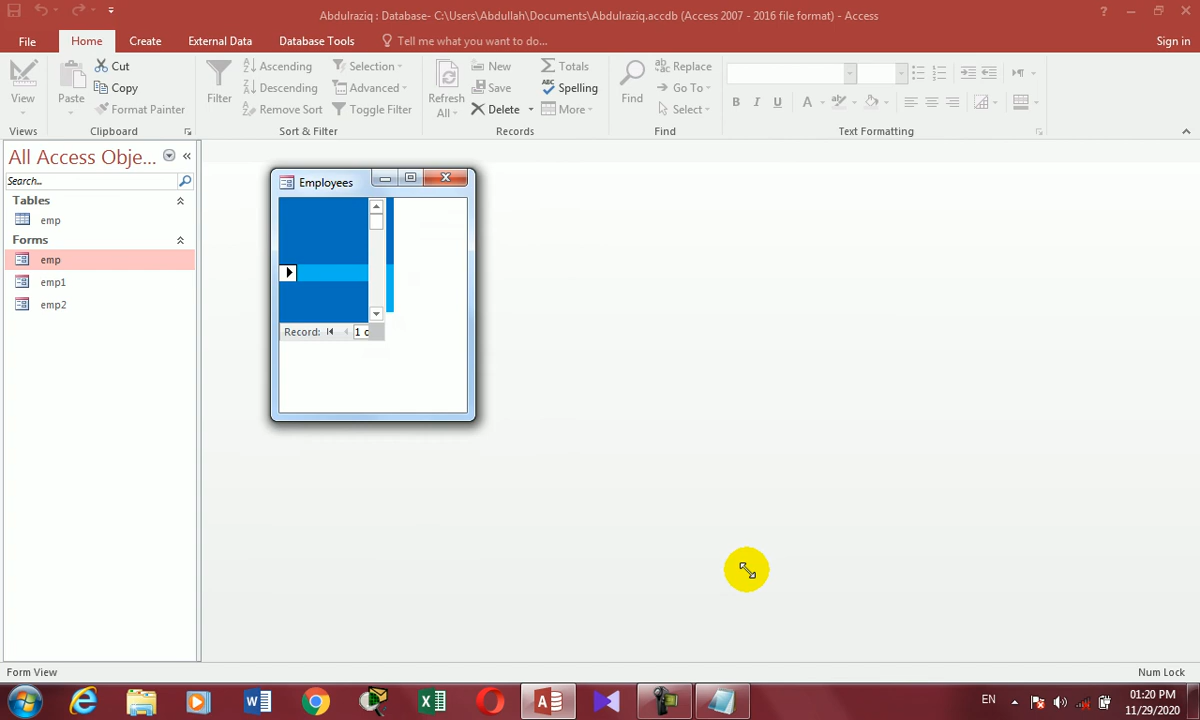 Abdulraziq : Database- C:\Users\Abdullah\Documents\Abdulraziq.accdb (Access 2007 - 2016 file format) - Access
?
File Home Create External Data Database Tools Tell me what you want to do... Sign in
View
Views
Paste
Cut
Copy
Format Painter
Clipboard
Filter
Ascending
Descending
Remove Sort
Selection
Advanced
Toggle Filter
Sort & Filter
Refresh
All
New
Save
Delete
Totals
Spelling
More
Records
Find
Replace
Go To
Select
Find
B I U A
Text Formatting
All Access Obje...
Search...
Tables
emp
Forms
emp
emp1
emp2
Employees
Record: 1
Form View
Num Lock
EN
01:20 PM
11/29/2020